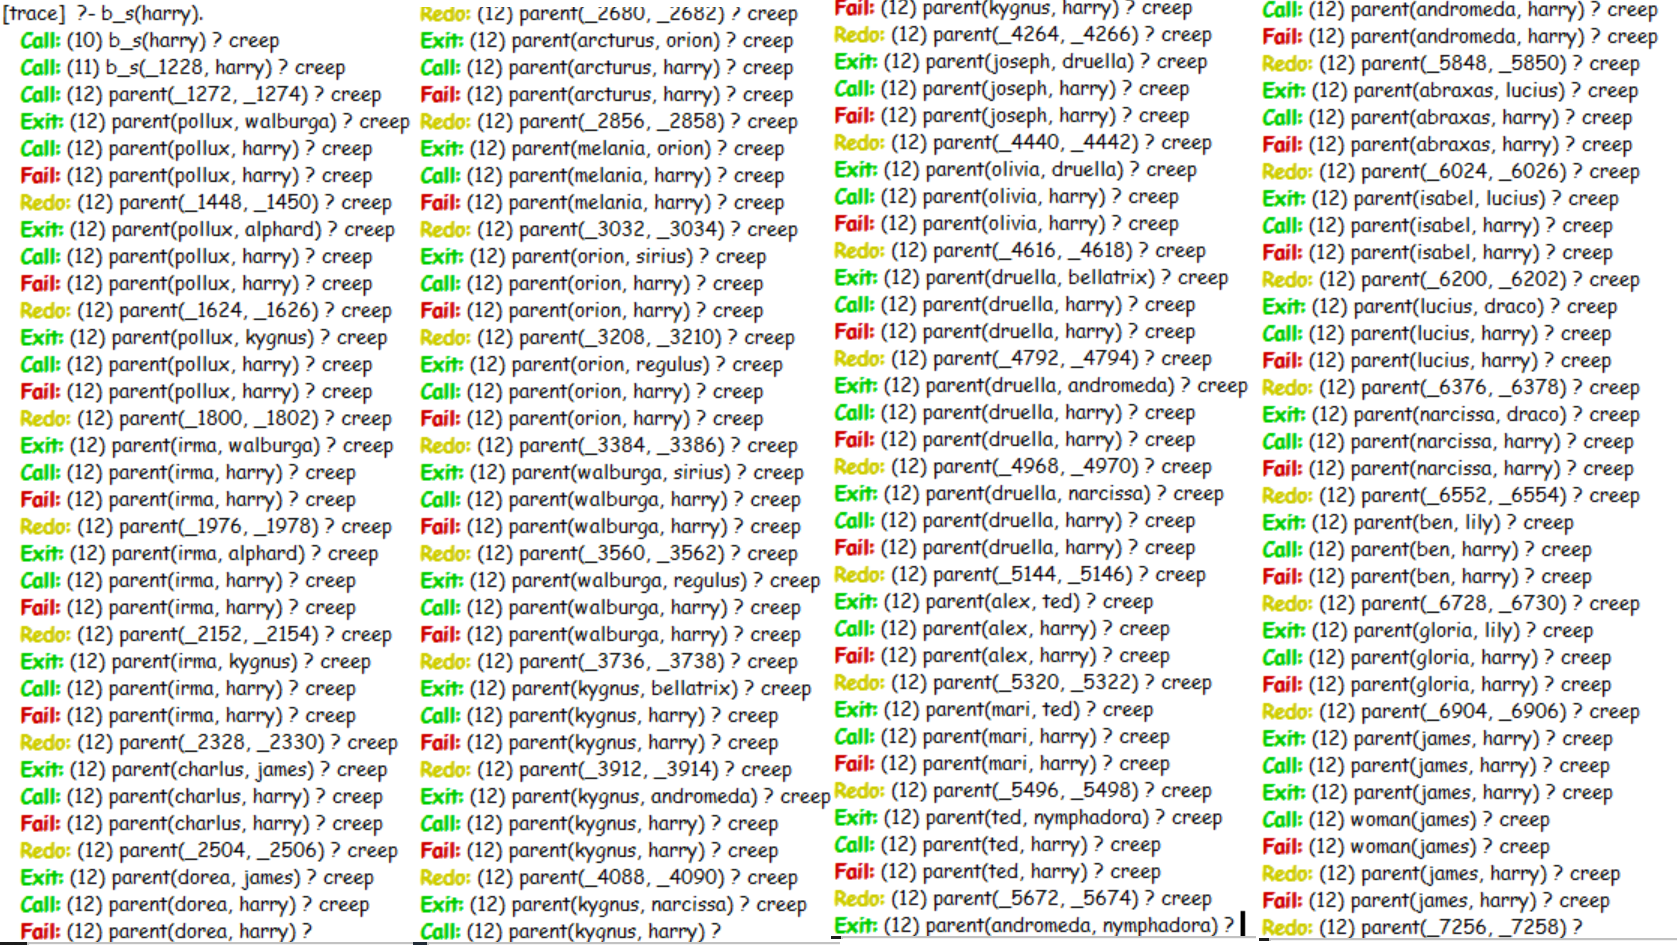 [trace]  ?- b_s(harry).
Call: (10) b_s(harry) ? creep
Call: (11) b_s(_1228, harry) ? creep
Call: (12) parent(_1272, _1274) ? creep
Exit: (12) parent(pollux, walburga) ? creep
Call: (12) parent(pollux, harry) ? creep
Fail: (12) parent(pollux, harry) ? creep
Redo: (12) parent(_1448, _1450) ? creep
Exit: (12) parent(pollux, alphard) ? creep
Call: (12) parent(pollux, harry) ? creep
Fail: (12) parent(pollux, harry) ? creep
Redo: (12) parent(_1624, _1626) ? creep
Exit: (12) parent(pollux, kygnus) ? creep
Call: (12) parent(pollux, harry) ? creep
Fail: (12) parent(pollux, harry) ? creep
Redo: (12) parent(_1800, _1802) ? creep
Exit: (12) parent(irma, walburga) ? creep
Call: (12) parent(irma, harry) ? creep
Fail: (12) parent(irma, harry) ? creep
Redo: (12) parent(_1976, _1978) ? creep
Exit: (12) parent(irma, alphard) ? creep
Call: (12) parent(irma, harry) ? creep
Fail: (12) parent(irma, harry) ? creep
Redo: (12) parent(_2152, _2154) ? creep
Exit: (12) parent(irma, kygnus) ? creep
Call: (12) parent(irma, harry) ? creep
Fail: (12) parent(irma, harry) ? creep
Redo: (12) parent(_2328, _2330) ? creep
Exit: (12) parent(charlus, james) ? creep
Call: (12) parent(charlus, harry) ? creep
Fail: (12) parent(charlus, harry) ? creep
Redo: (12) parent(_2504, _2506) ? creep
Exit: (12) parent(dorea, james) ? creep
Call: (12) parent(dorea, harry) ? creep
Fail: (12) parent(dorea, harry) ?
Redo: (12) parent(_2680, _2682) ? creep
Exit: (12) parent(arcturus, orion) ? creep
Call: (12) parent(arcturus, harry) ? creep
Fail: (12) parent(arcturus, harry) ? creep
Redo: (12) parent(_2856, _2858) ? creep
Exit: (12) parent(melania, orion) ? creep
Call: (12) parent(melania, harry) ? creep
Fail: (12) parent(melania, harry) ? creep
Redo: (12) parent(_3032, _3034) ? creep
Exit: (12) parent(orion, sirius) ? creep
Call: (12) parent(orion, harry) ? creep
Fail: (12) parent(orion, harry) ? creep
Redo: (12) parent(_3208, _3210) ? creep
Exit: (12) parent(orion, regulus) ? creep
Call: (12) parent(orion, harry) ? creep
Fail: (12) parent(orion, harry) ? creep
Redo: (12) parent(_3384, _3386) ? creep
Exit: (12) parent(walburga, sirius) ? creep
Call: (12) parent(walburga, harry) ? creep
Fail: (12) parent(walburga, harry) ? creep
Redo: (12) parent(_3560, _3562) ? creep
Exit: (12) parent(walburga, regulus) ? creep
Call: (12) parent(walburga, harry) ? creep
Fail: (12) parent(walburga, harry) ? creep
Redo: (12) parent(_3736, _3738) ? creep
Exit: (12) parent(kygnus, bellatrix) ? creep
Call: (12) parent(kygnus, harry) ? creep
Fail: (12) parent(kygnus, harry) ? creep
Redo: (12) parent(_3912, _3914) ? creep
Exit: (12) parent(kygnus, andromeda) ? creep
Call: (12) parent(kygnus, harry) ? creep
Fail: (12) parent(kygnus, harry) ? creep
Redo: (12) parent(_4088, _4090) ? creep
Exit: (12) parent(kygnus, narcissa) ? creep
Call: (12) parent(kygnus, harry) ?
Fail: (12) parent(kygnus, harry) ? creep
Redo: (12) parent(_4264, _4266) ? creep
Exit: (12) parent(joseph, druella) ? creep
Call: (12) parent(joseph, harry) ? creep
Fail: (12) parent(joseph, harry) ? creep
Redo: (12) parent(_4440, _4442) ? creep
Exit: (12) parent(olivia, druella) ? creep
Call: (12) parent(olivia, harry) ? creep
Fail: (12) parent(olivia, harry) ? creep
Redo: (12) parent(_4616, _4618) ? creep
Exit: (12) parent(druella, bellatrix) ? creep
Call: (12) parent(druella, harry) ? creep
Fail: (12) parent(druella, harry) ? creep
Redo: (12) parent(_4792, _4794) ? creep
Exit: (12) parent(druella, andromeda) ? creep
Call: (12) parent(druella, harry) ? creep
Fail: (12) parent(druella, harry) ? creep
Redo: (12) parent(_4968, _4970) ? creep
Exit: (12) parent(druella, narcissa) ? creep
Call: (12) parent(druella, harry) ? creep
Fail: (12) parent(druella, harry) ? creep
Redo: (12) parent(_5144, _5146) ? creep
Exit: (12) parent(alex, ted) ? creep
Call: (12) parent(alex, harry) ? creep
Fail: (12) parent(alex, harry) ? creep
Redo: (12) parent(_5320, _5322) ? creep
Exit: (12) parent(mari, ted) ? creep
Call: (12) parent(mari, harry) ? creep
Fail: (12) parent(mari, harry) ? creep
Redo: (12) parent(_5496, _5498) ? creep
Exit: (12) parent(ted, nymphadora) ? creep
Call: (12) parent(ted, harry) ? creep
Fail: (12) parent(ted, harry) ? creep
Redo: (12) parent(_5672, _5674) ? creep
Exit: (12) parent(andromeda, nymphadora) ?
Call: (12) parent(andromeda, harry) ? creep
Fail: (12) parent(andromeda, harry) ? creep
Redo: (12) parent(_5848, _5850) ? creep
Exit: (12) parent(abraxas, lucius) ? creep
Call: (12) parent(abraxas, harry) ? creep
Fail: (12) parent(abraxas, harry) ? creep
Redo: (12) parent(_6024, _6026) ? creep
Exit: (12) parent(isabel, lucius) ? creep
Call: (12) parent(isabel, harry) ? creep
Fail: (12) parent(isabel, harry) ? creep
Redo: (12) parent(_6200, _6202) ? creep
Exit: (12) parent(lucius, draco) ? creep
Call: (12) parent(lucius, harry) ? creep
Fail: (12) parent(lucius, harry) ? creep
Redo: (12) parent(_6376, _6378) ? creep
Exit: (12) parent(narcissa, draco) ? creep
Call: (12) parent(narcissa, harry) ? creep
Fail: (12) parent(narcissa, harry) ? creep
Redo: (12) parent(_6552, _6554) ? creep
Exit: (12) parent(ben, lily) ? creep
Call: (12) parent(ben, harry) ? creep
Fail: (12) parent(ben, harry) ? creep
Redo: (12) parent(_6728, _6730) ? creep
Exit: (12) parent(gloria, lily) ? creep
Call: (12) parent(gloria, harry) ? creep
Fail: (12) parent(gloria, harry) ? creep
Redo: (12) parent(_6904, _6906) ? creep
Exit: (12) parent(james, harry) ? creep
Call: (12) parent(james, harry) ? creep
Exit: (12) parent(james, harry) ? creep
Call: (12) woman(james) ? creep
Fail: (12) woman(james) ? creep
Redo: (12) parent(james, harry) ? creep
Fail: (12) parent(james, harry) ? creep
Redo: (12) parent(_7256, _7258) ?